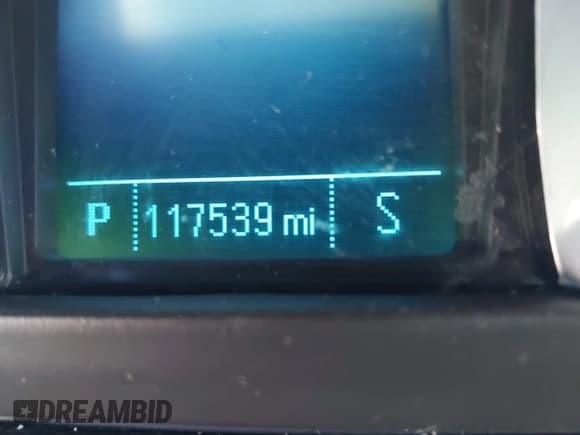 P 117539 mi S
DREAMBID